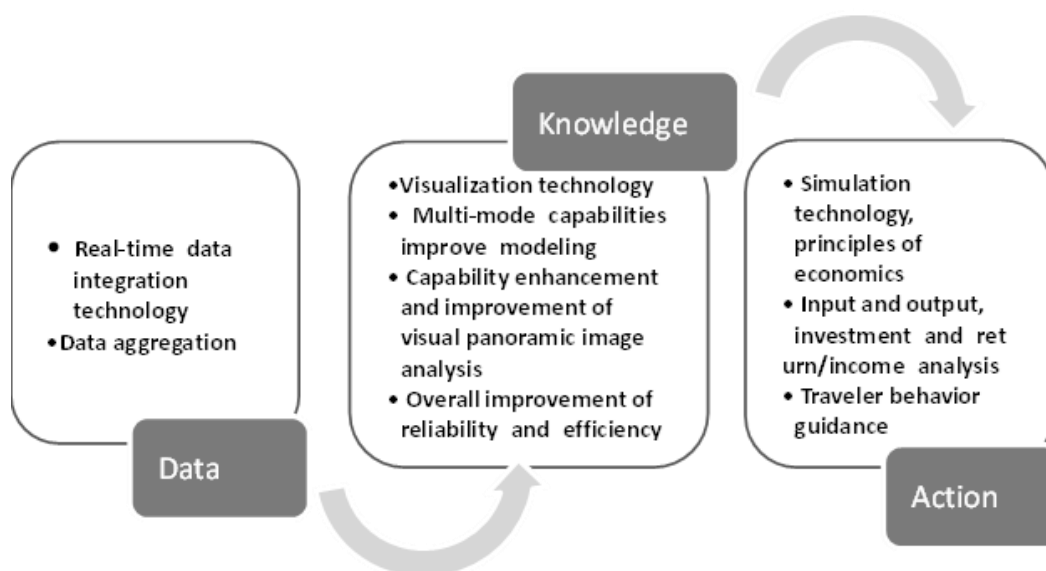 • Real-time data
integration
technology
•Data aggregation
Data
Knowledge
•Visualization technology
• Multi-mode capabilities
improve modeling
• Capability enhancement
and improvement of
visual panoramic image
analysis
• Overall improvement of
reliability and efficiency
• Simulation
technology,
principles of
economics
• Input and output,
investment and ret
urn/income analysis
• Traveler behavior
guidance
Action